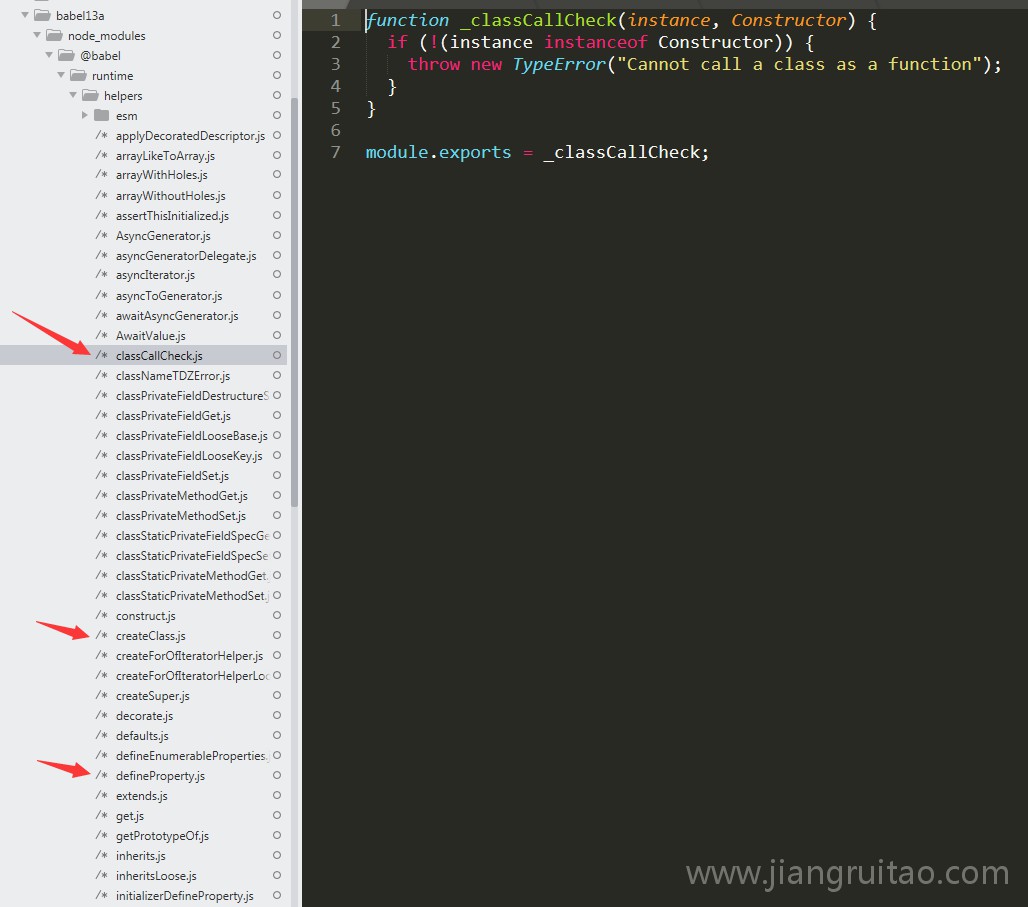 babel13a
node_modules
@babel
runtime
helpers
esm
/* applyDecoratedDescriptor.js
/* arrayLikeToArray.js
/* arrayWithHoles.js
/* arrayWithoutHoles.js
/* assertThisInitialized.js
/* AsyncGenerator.js
/* asyncGeneratorDelegate.js
/* asyncIterator.js
/* asyncToGenerator.js
/* awaitAsyncGenerator.js
/* AwaitValue.js
/* classCallCheck.js
/* classNameTDZError.js
/* classPrivateFieldDestructureS
/* classPrivateFieldGet.js
/* classPrivateFieldLooseBase.js
/* classPrivateFieldLooseKey.js
/* classPrivateFieldSet.js
/* classPrivateMethodGet.js
/* classPrivateMethodSet.js
/* classStaticPrivateFieldSpecGe
/* classStaticPrivateFieldSpecSe
/* classStaticPrivateMethodGet.
/* classStaticPrivateMethodSet.j
/* construct.js
/* createClass.js
/* createForOfIteratorHelper.js
/* createForOfIteratorHelperLoo
/* createSuper.js
/* decorate.js
/* defaults.js
/* defineEnumerableProperties.
/* defineProperty.js
/* extends.js
/* get.js
/* getPrototypeOf.js
/* inherits.js
/* inheritsLoose.js
/* initializerDefineProperty.js
1 function _classCallCheck(instance, Constructor) {
2 if (!(instance instanceof Constructor)) {
3 throw new TypeError("Cannot call a class as a function");
4 }
5 }
6
7 module.exports = _classCallCheck;
www.jiangruitao.com